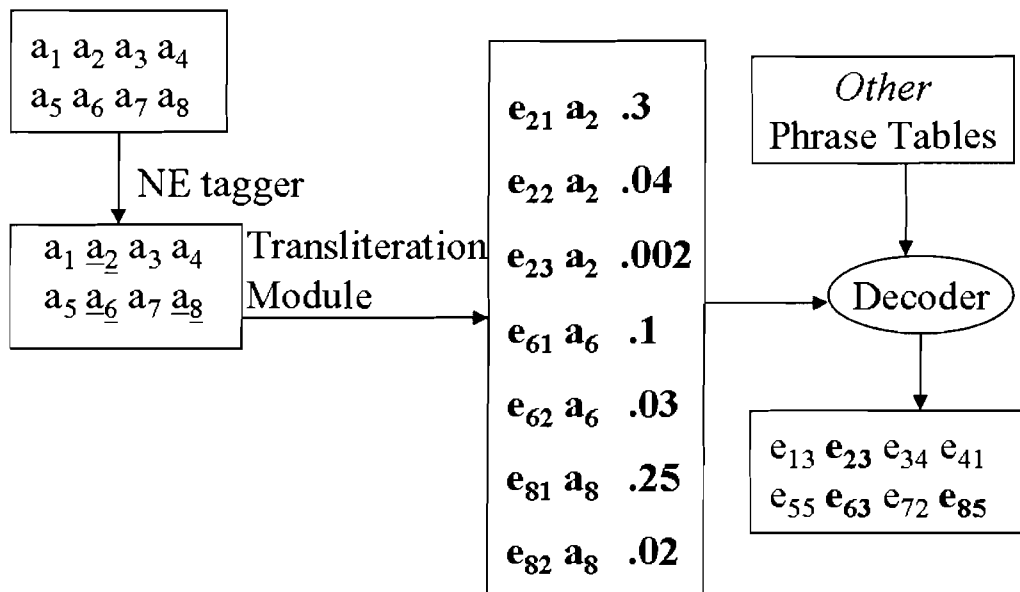 a₁ a₂ a₃ a₄
a₅ a₆ a₇ a₈
NE tagger
a₁ a₂ a₃ a₄
a₅ a₆ a₇ a₈
Transliteration
Module
e₂₁ a₂ .3
e₂₂ a₂ .04
e₂₃ a₂ .002
e₆₁ a₆ .1
e₆₂ a₆ .03
e₈₁ a₈ .25
e₈₂ a₈ .02
Other
Phrase Tables
Decoder
e₁₃ e₂₃ e₃₄ e₄₁
e₅₅ e₆₃ e₇₂ e₈₅